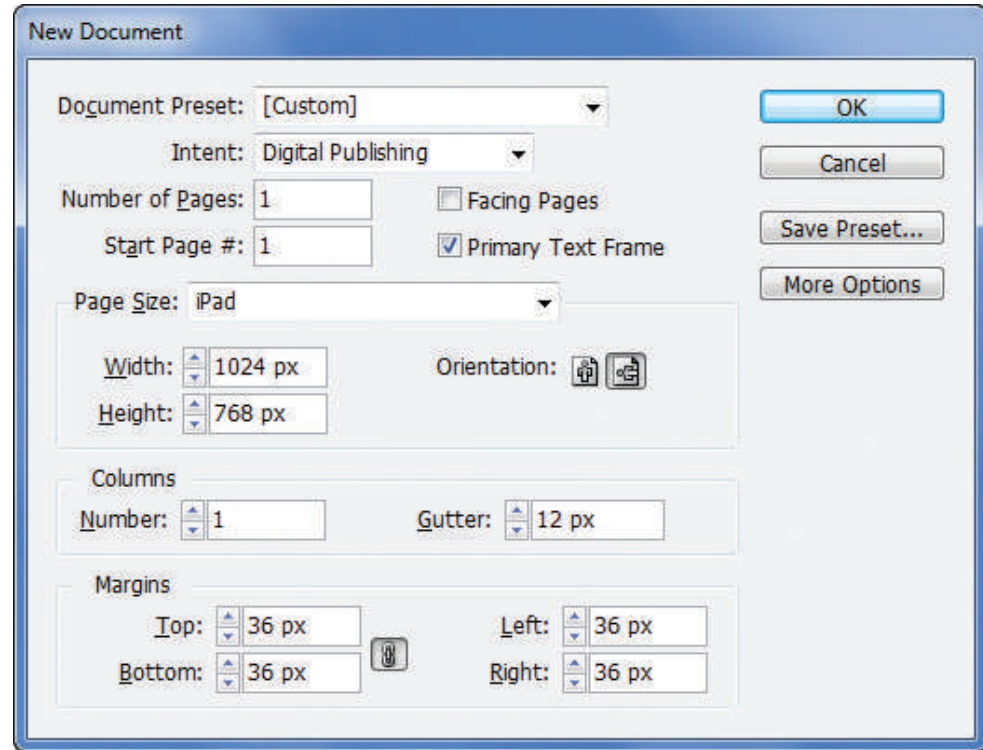 New Document
Document Preset: [Custom]
OK
Intent: Digital Publishing
Cancel
Number of Pages: 1
Facing Pages
Save Preset...
Start Page #: 1
Primary Text Frame
More Options
Page Size: iPad
Width: 1024 px
Orientation:
Height: 768 px
Columns
Number: 1
Gutter: 12 px
Margins
Top: 36 px
Left: 36 px
Bottom: 36 px
Right: 36 px